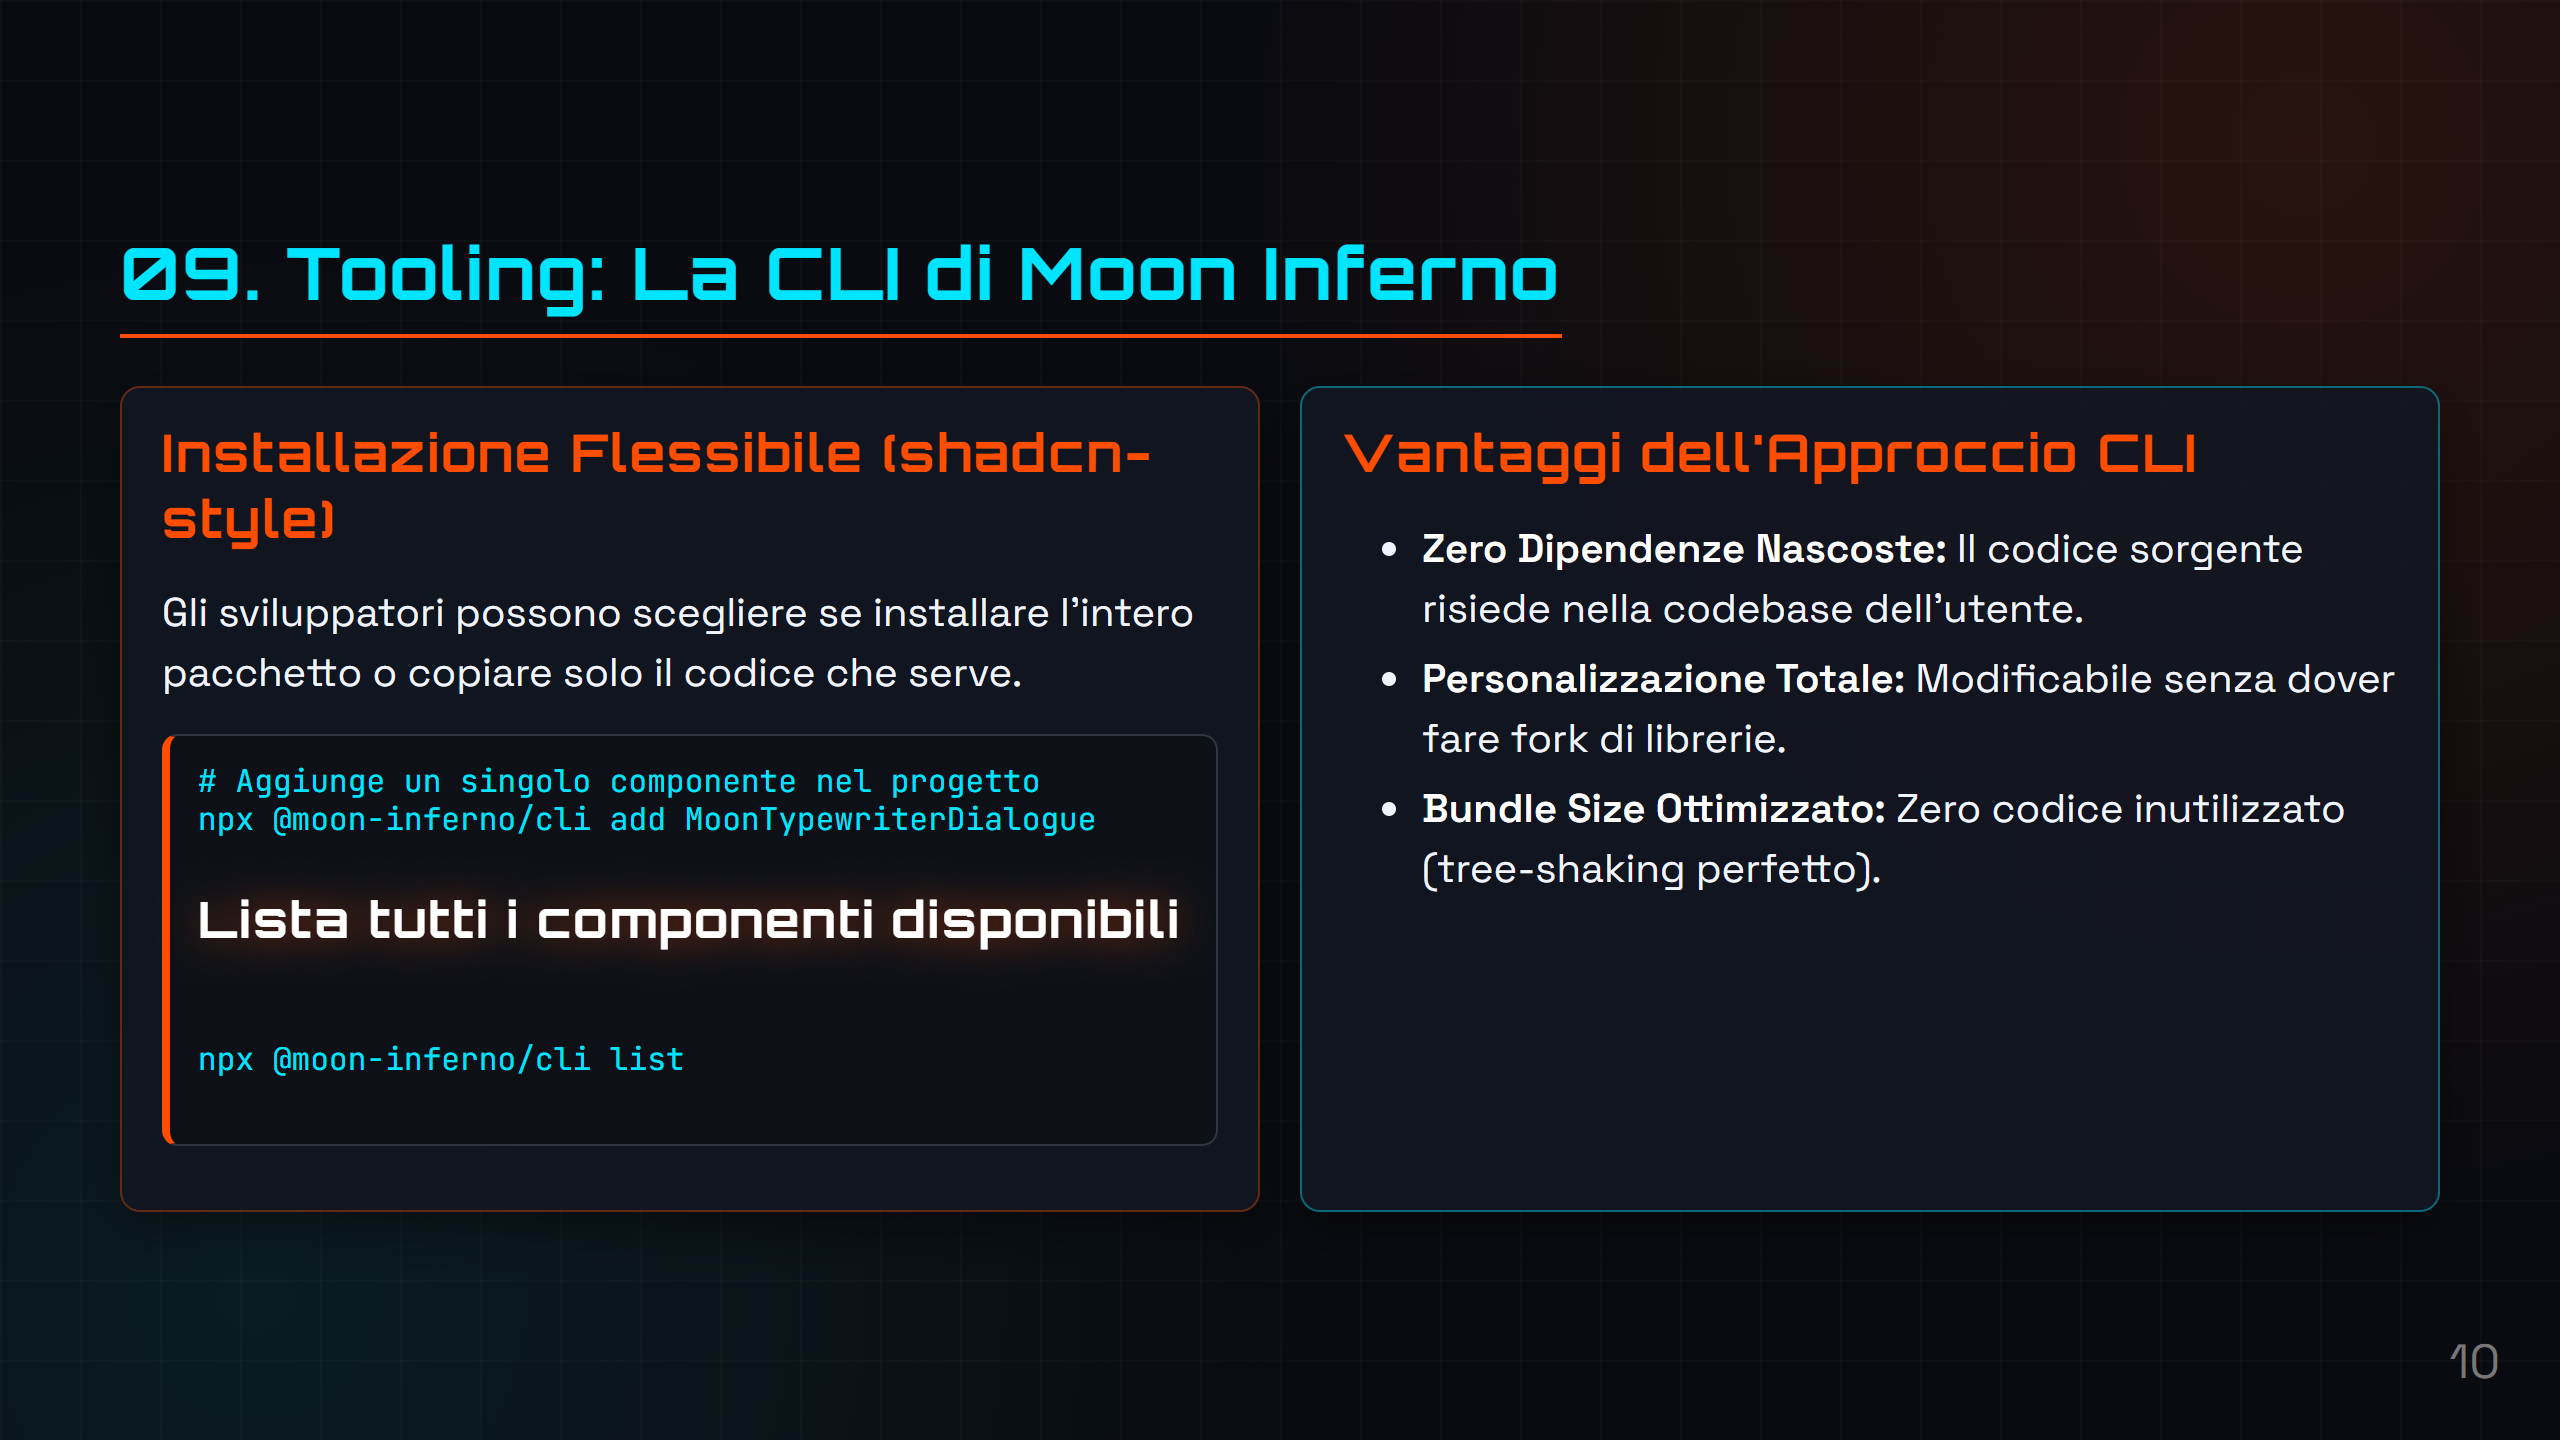 09. Tooling: La CLI di Moon Inferno
Installazione Flessibile (shadcn-
style)
Gli sviluppatori possono scegliere se installare l’intero
pacchetto o copiare solo il codice che serve.
# Aggiunge un singolo componente nel progetto
npx @moon-inferno/cli add MoonTypewriterDialogue
Lista tutti i componenti disponibili
npx @moon-inferno/cli list
Vantaggi dell'Approccio CLI
• Zero Dipendenze Nascoste: Il codice sorgente
risiede nella codebase dell’utente.
• Personalizzazione Totale: Modificabile senza dover
fare fork di librerie.
• Bundle Size Ottimizzato: Zero codice inutilizzato
(tree-shaking perfetto).
10